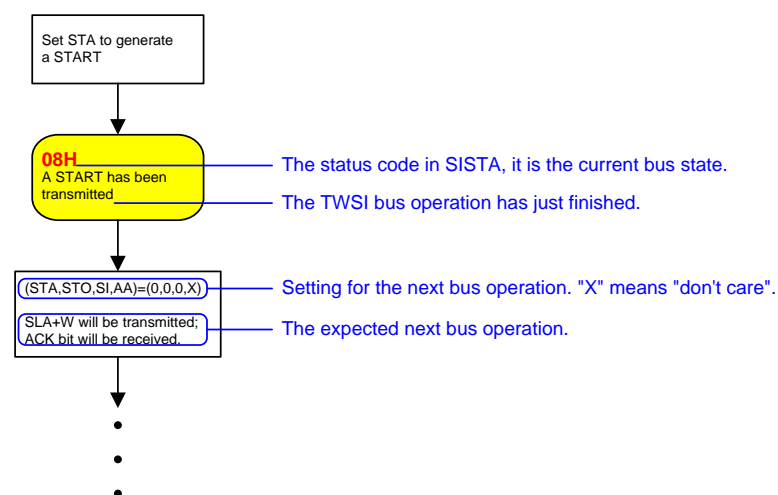 Set STA to generate
a START
08H
A START has been
transmitted
The status code in SISTA, it is the current bus state.
The TWSI bus operation has just finished.
(STA,STO,SI,AA)=(0,0,0,X)
Setting for the next bus operation. "X" means "don't care".
SLA+W will be transmitted;
ACK bit will be received.
The expected next bus operation.